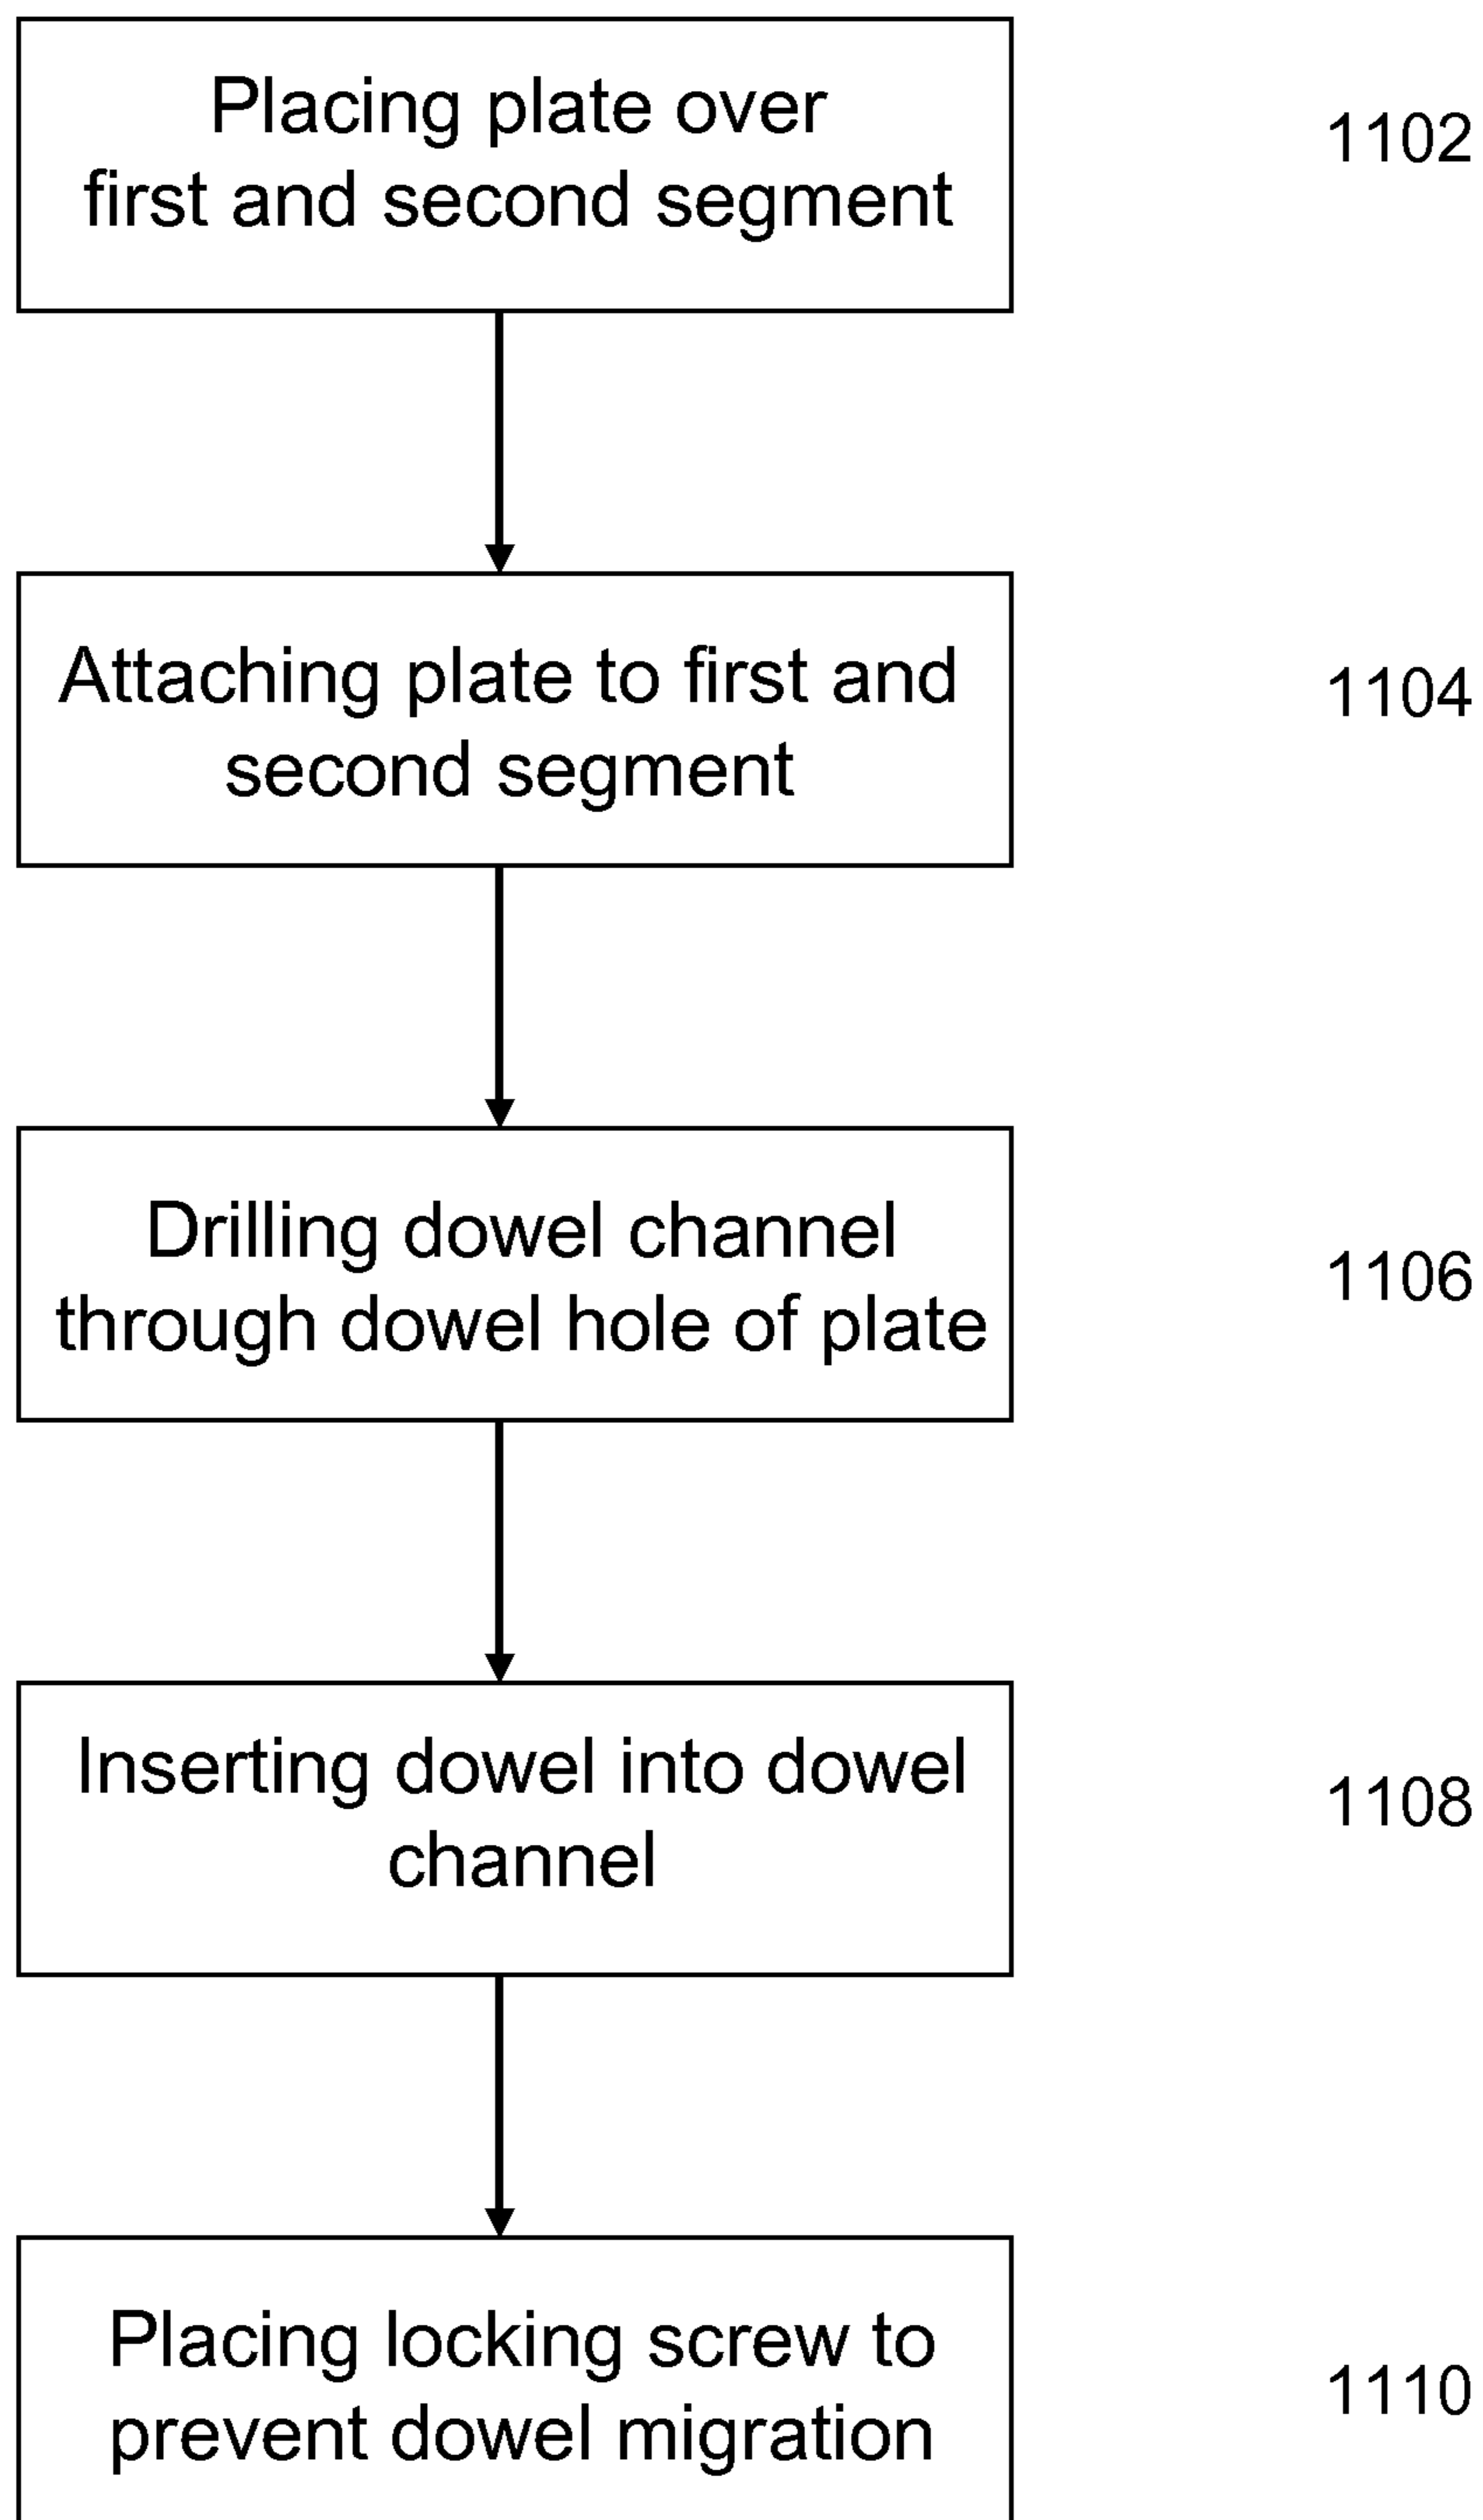 Placing plate over
first and second segment
1102
Attaching plate to first and
second segment
1104
Drilling dowel channel
through dowel hole of plate
1106
Inserting dowel into dowel
channel
1108
Placing locking screw to
prevent dowel migration
1110